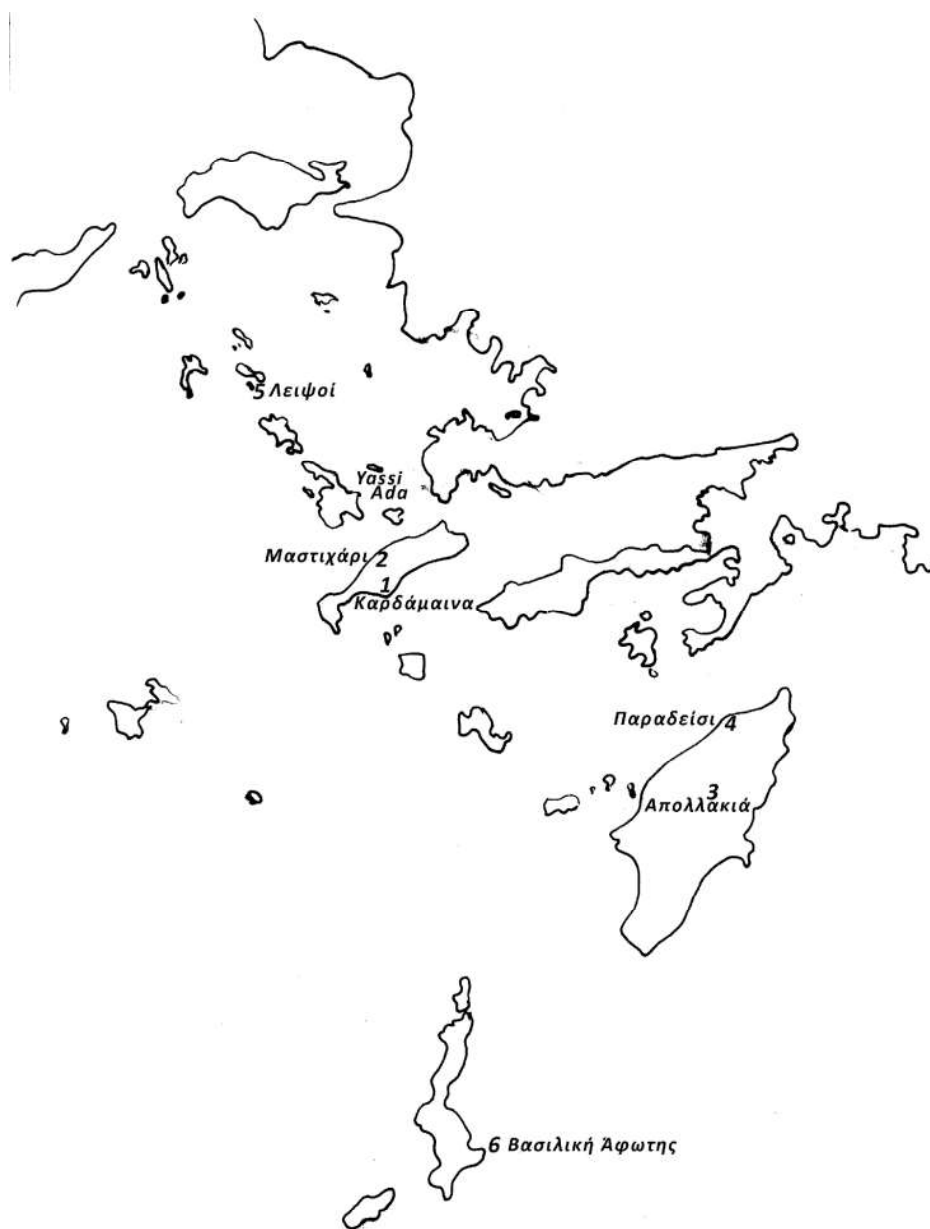 5 Λειψοί
Yassi
Ada
Μαστιχάρι 2
1
Καρδάμαινα
Παραδείσι 4
3
Απολλακιά
6 Βασιλική Άφωτης